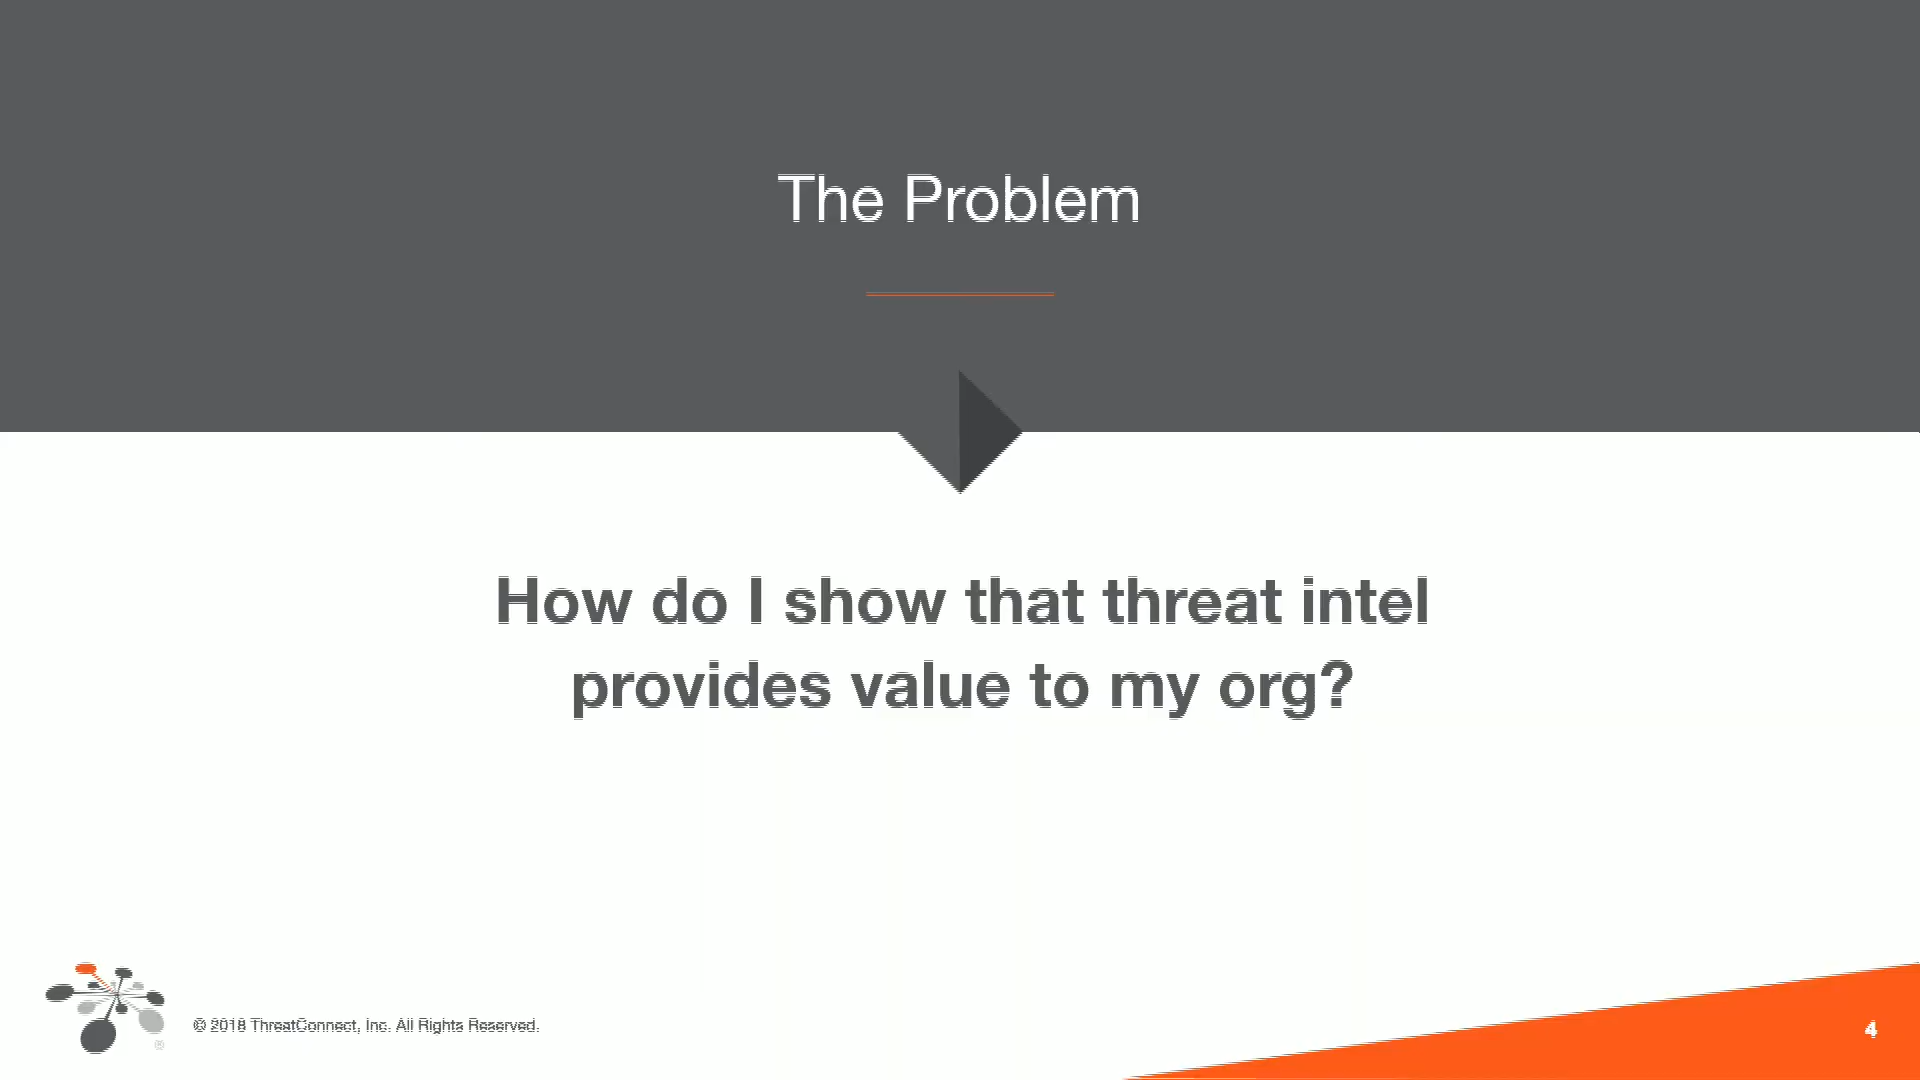 The Problem
How do I show that threat intel
provides value to my org?
© 2018 ThreatConnect, Inc. All Rights Reserved.
®
4